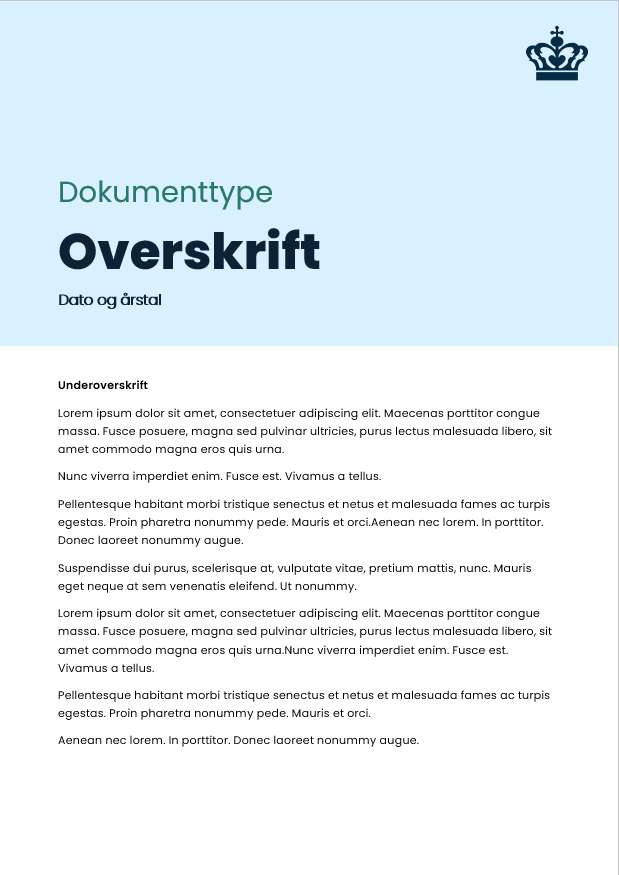 Dokumenttype
Overskrift
Dato og årstal
Underoverskrift
Lorem ipsum dolor sit amet, consectetuer adipiscing elit. Maecenas porttitor congue
massa. Fusce posuere, magna sed pulvinar ultricies, purus lectus malesuada libero, sit
amet commodo magna eros quis urna.
Nunc viverra imperdiet enim. Fusce est. Vivamus a tellus.
Pellentesque habitant morbi tristique senectus et netus et malesuada fames ac turpis
egestas. Proin pharetra nonummy pede. Mauris et orci.Aenean nec lorem. In porttitor.
Donec laoreet nonummy augue.
Suspendisse dui purus, scelerisque at, vulputate vitae, pretium mattis, nunc. Mauris
eget neque at sem venenatis eleifend. Ut nonummy.
Lorem ipsum dolor sit amet, consectetuer adipiscing elit. Maecenas porttitor congue
massa. Fusce posuere, magna sed pulvinar ultricies, purus lectus malesuada libero, sit
amet commodo magna eros quis urna.Nunc viverra imperdiet enim. Fusce est.
Vivamus a tellus.
Pellentesque habitant morbi tristique senectus et netus et malesuada fames ac turpis
egestas. Proin pharetra nonummy pede. Mauris et orci.
Aenean nec lorem. In porttitor. Donec laoreet nonummy augue.